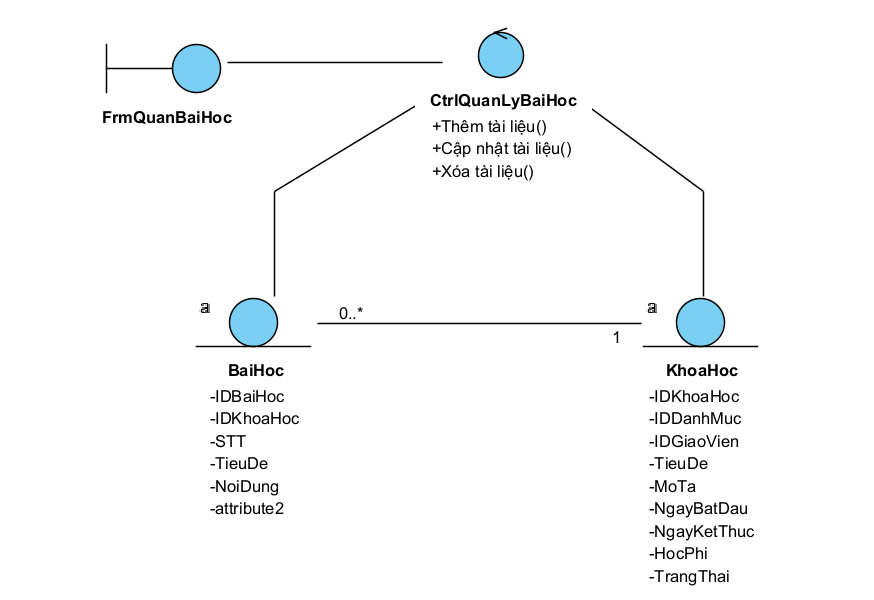 FrmQuanBaiHoc
CtrlQuanLyBaiHoc
+Thêm tài liệu()
+Cập nhật tài liệu()
+Xóa tài liệu()
0..*
1
BaiHoc
-IDBaiHoc
-IDKhoaHoc
-STT
-TieuDe
-NoiDung
-attribute2
KhoaHoc
-IDKhoaHoc
-IDDanhMuc
-IDGiaoVien
-TieuDe
-MoTa
-NgayBatDau
-NgayKetThuc
-HocPhi
-TrangThai